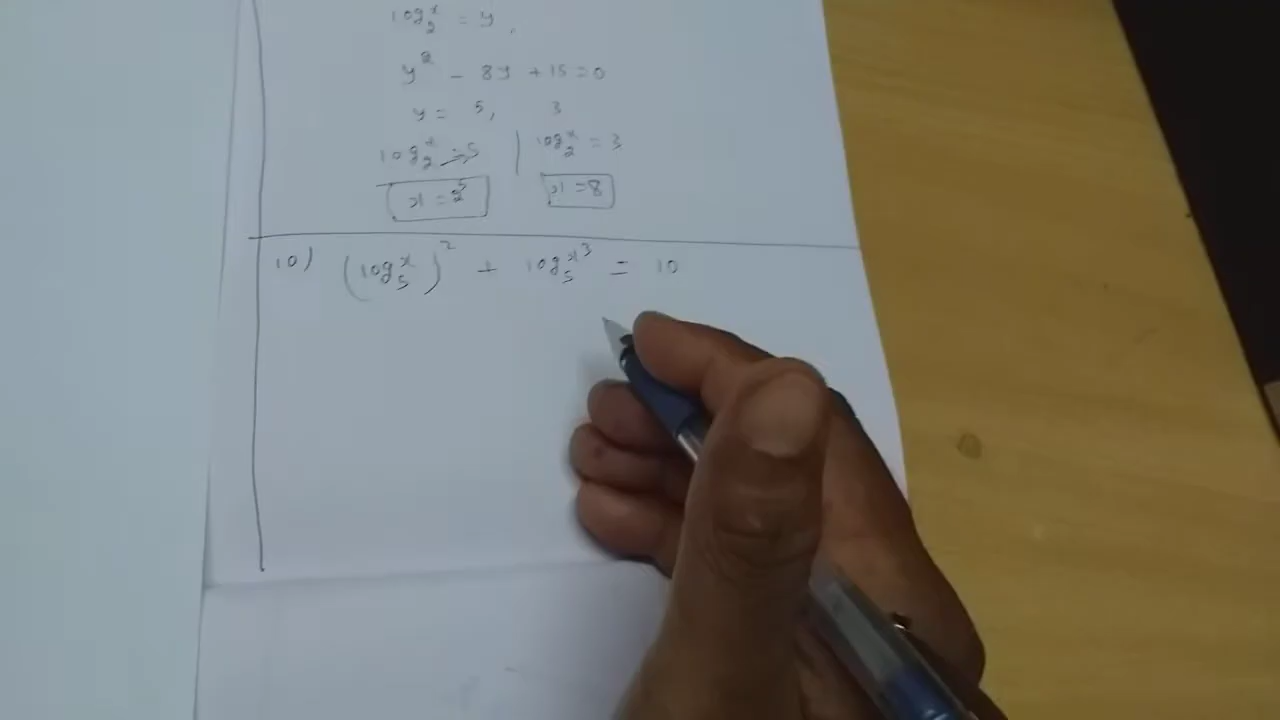 log₂ˣ = y,
y² - 8y + 15 = 0
y = 5, 3
log₂ˣ = 5 | log₂ˣ = 3
x = 2⁵ x = 8
10) (log₅ˣ)² + log₅x³ = 10